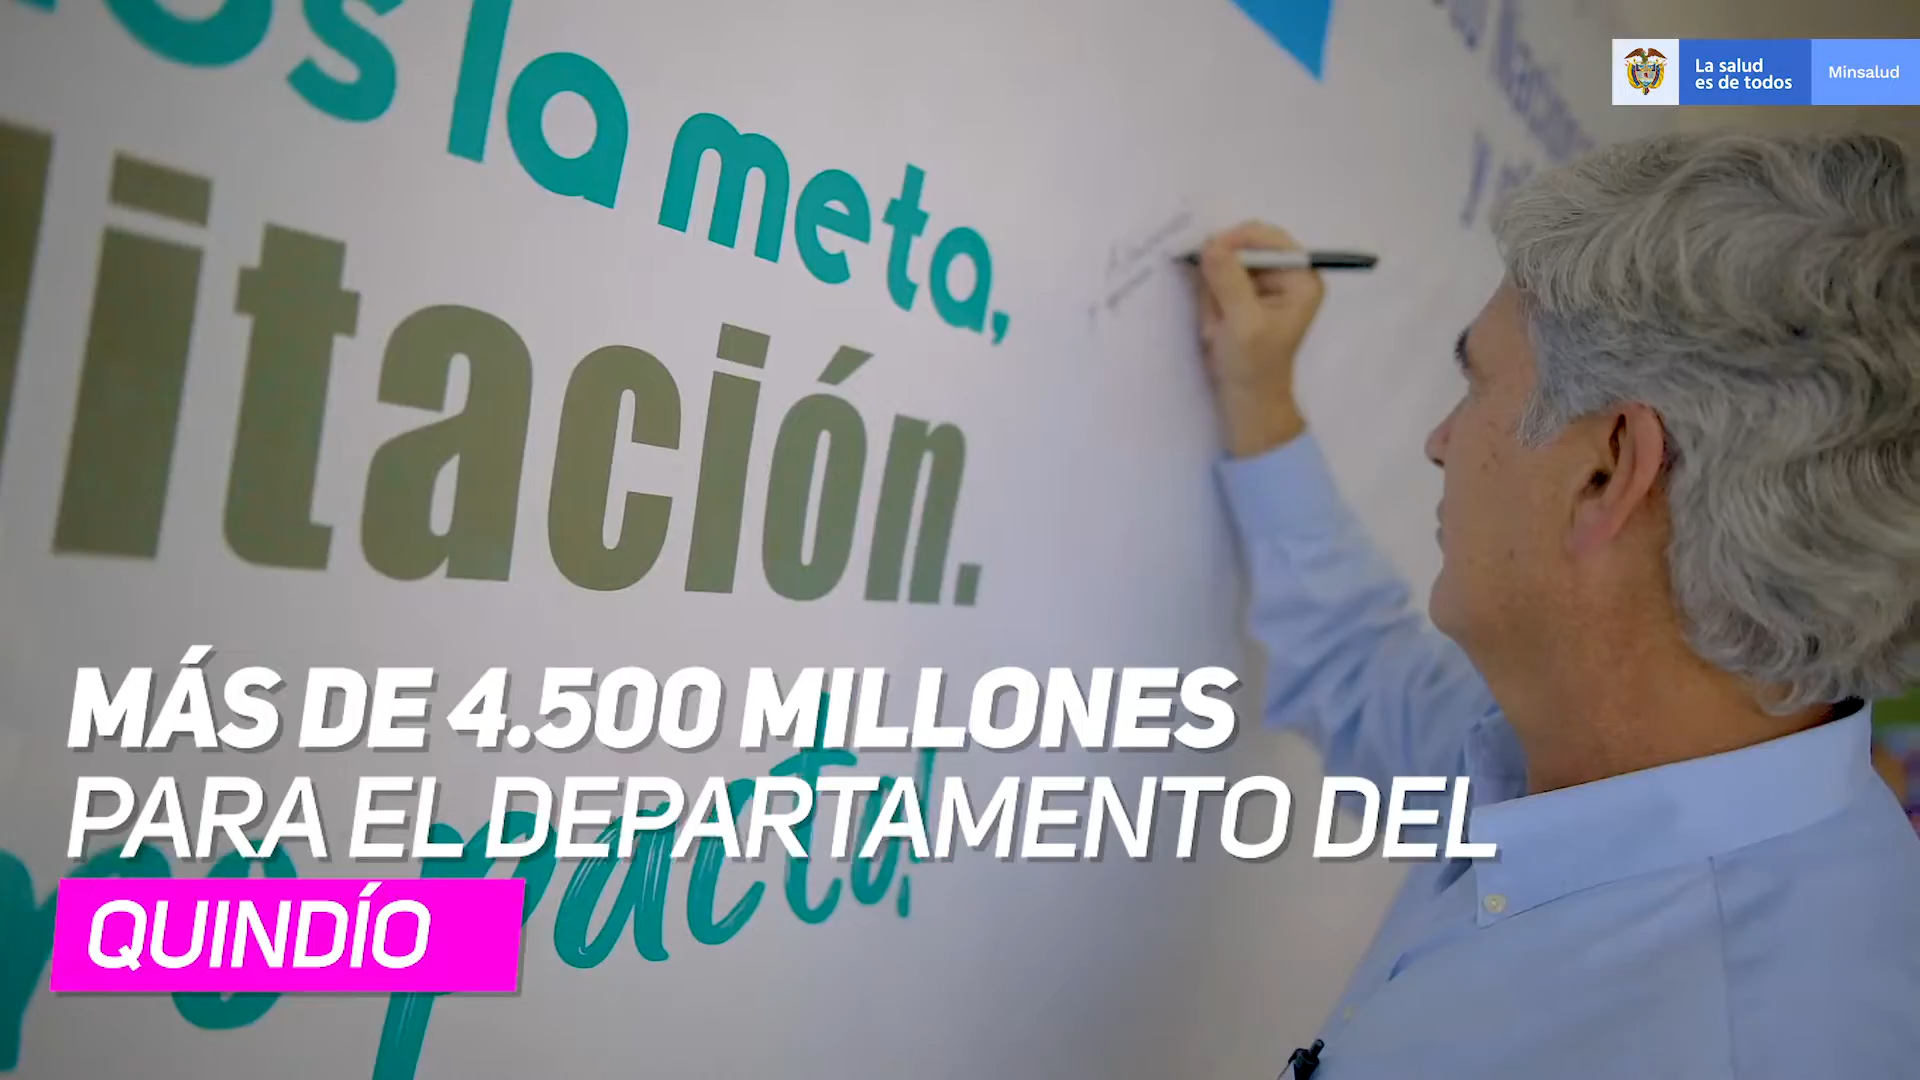 La salud
es de todos
Minsalud
os la meta,
litación.
pacto!
MÁS DE 4.500 MILLONES
PARA EL DEPARTAMENTO DEL
QUINDÍO